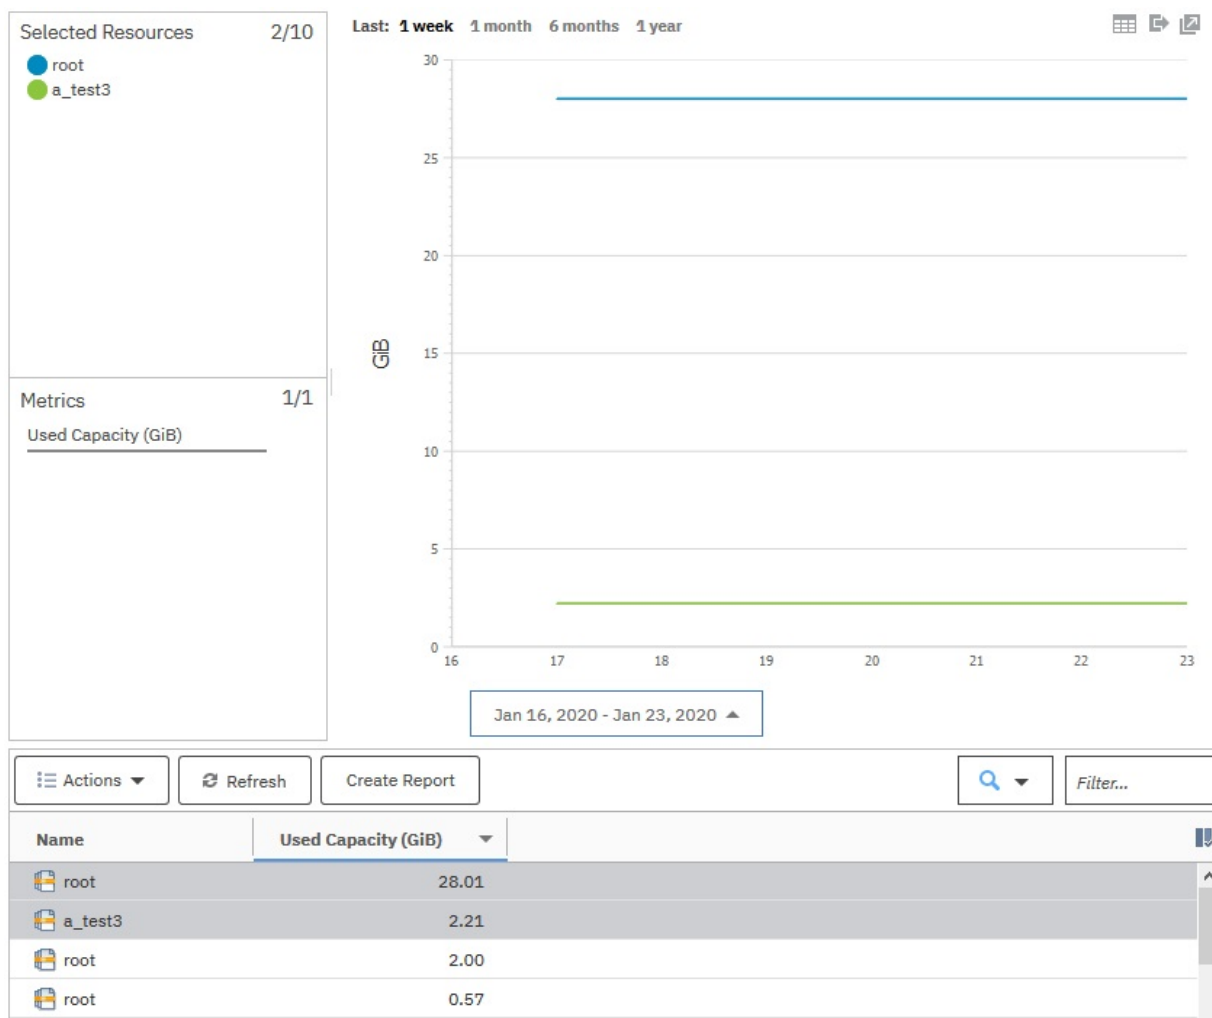 Selected Resources 2/10
root
a_test3
Metrics 1/1
Used Capacity (GiB)
Last: 1 week 1 month 6 months 1 year
30
25
20
GiB
15
10
5
0
16 17 18 19 20 21 22 23
Jan 16, 2020 - Jan 23, 2020
Actions Refresh Create Report Filter...
Name Used Capacity (GiB)
root 28.01
a_test3 2.21
root 2.00
root 0.57